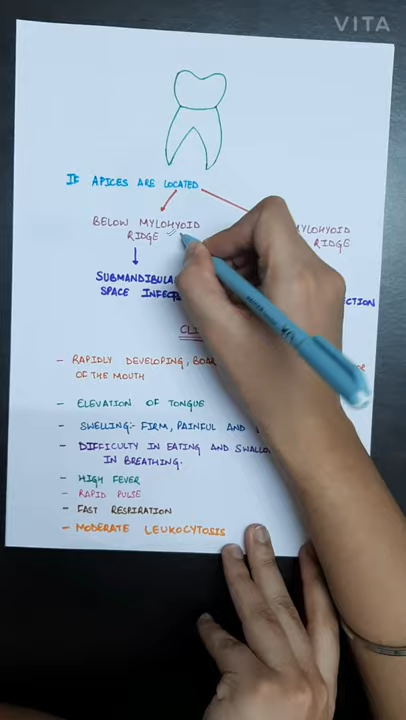 VITA
IF APICES ARE LOCATED
BELOW MYLOHYOID
RIDGE
MYLOHYOID
RIDGE
SUBMANDIBULA
SPACE INFEC
CTION
CLI
- RAPIDLY DEVELOPING, BOAR
OF THE MOUTH
- ELEVATION OF TONGUE
- SWELLING:- FIRM, PAINFUL AND
- DIFFICULTY IN EATING AND SWALLO
IN BREATHING.
- HIGH FEVER
- RAPID PULSE
- FAST RESPIRATION
- MODERATE LEUKOCYTOSIS